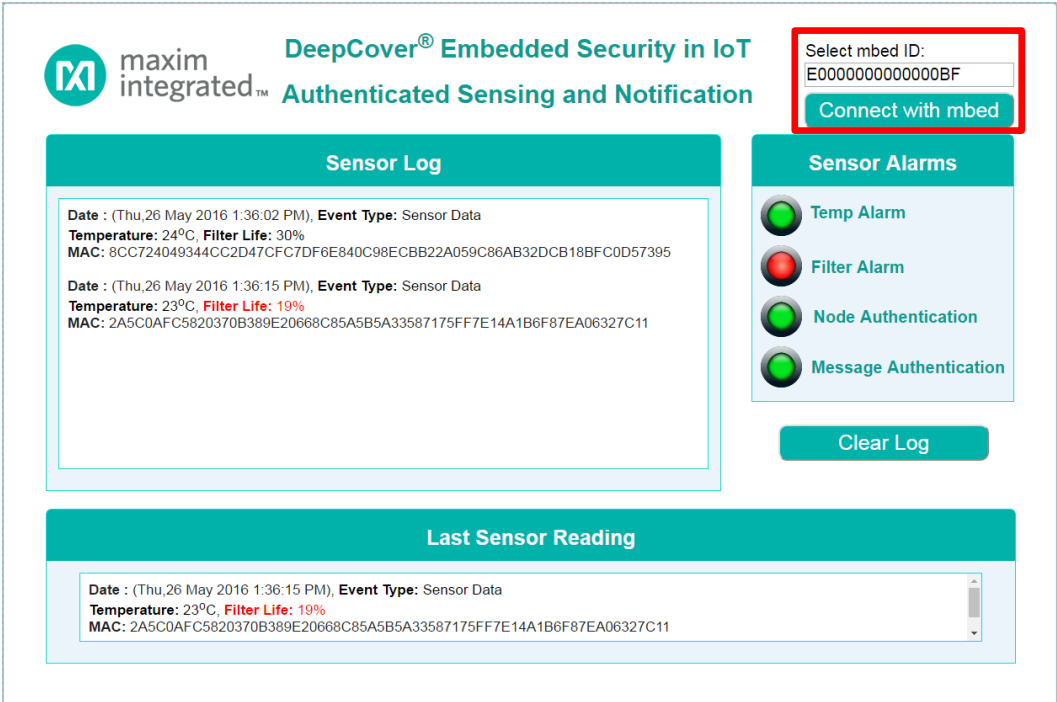 maxim
integrated™
DeepCover® Embedded Security in IoT
Authenticated Sensing and Notification
Select mbed ID:
E0000000000000BF
Connect with mbed
Sensor Log
Date : (Thu,26 May 2016 1:36:02 PM), Event Type: Sensor Data
Temperature: 24⁰C, Filter Life: 30%
MAC: 8CC724049344CC2D47CFC7DF6E840C98ECBB22A059C86AB32DCB18BFC0D57395
Date : (Thu,26 May 2016 1:36:15 PM), Event Type: Sensor Data
Temperature: 23⁰C, Filter Life: 19%
MAC: 2A5C0AFC5820370B389E20668C85A5B5A33587175FF7E14A1B6F87EA06327C11
Sensor Alarms
Temp Alarm
Filter Alarm
Node Authentication
Message Authentication
Clear Log
Last Sensor Reading
Date : (Thu,26 May 2016 1:36:15 PM), Event Type: Sensor Data
Temperature: 23⁰C, Filter Life: 19%
MAC: 2A5C0AFC5820370B389E20668C85A5B5A33587175FF7E14A1B6F87EA06327C11